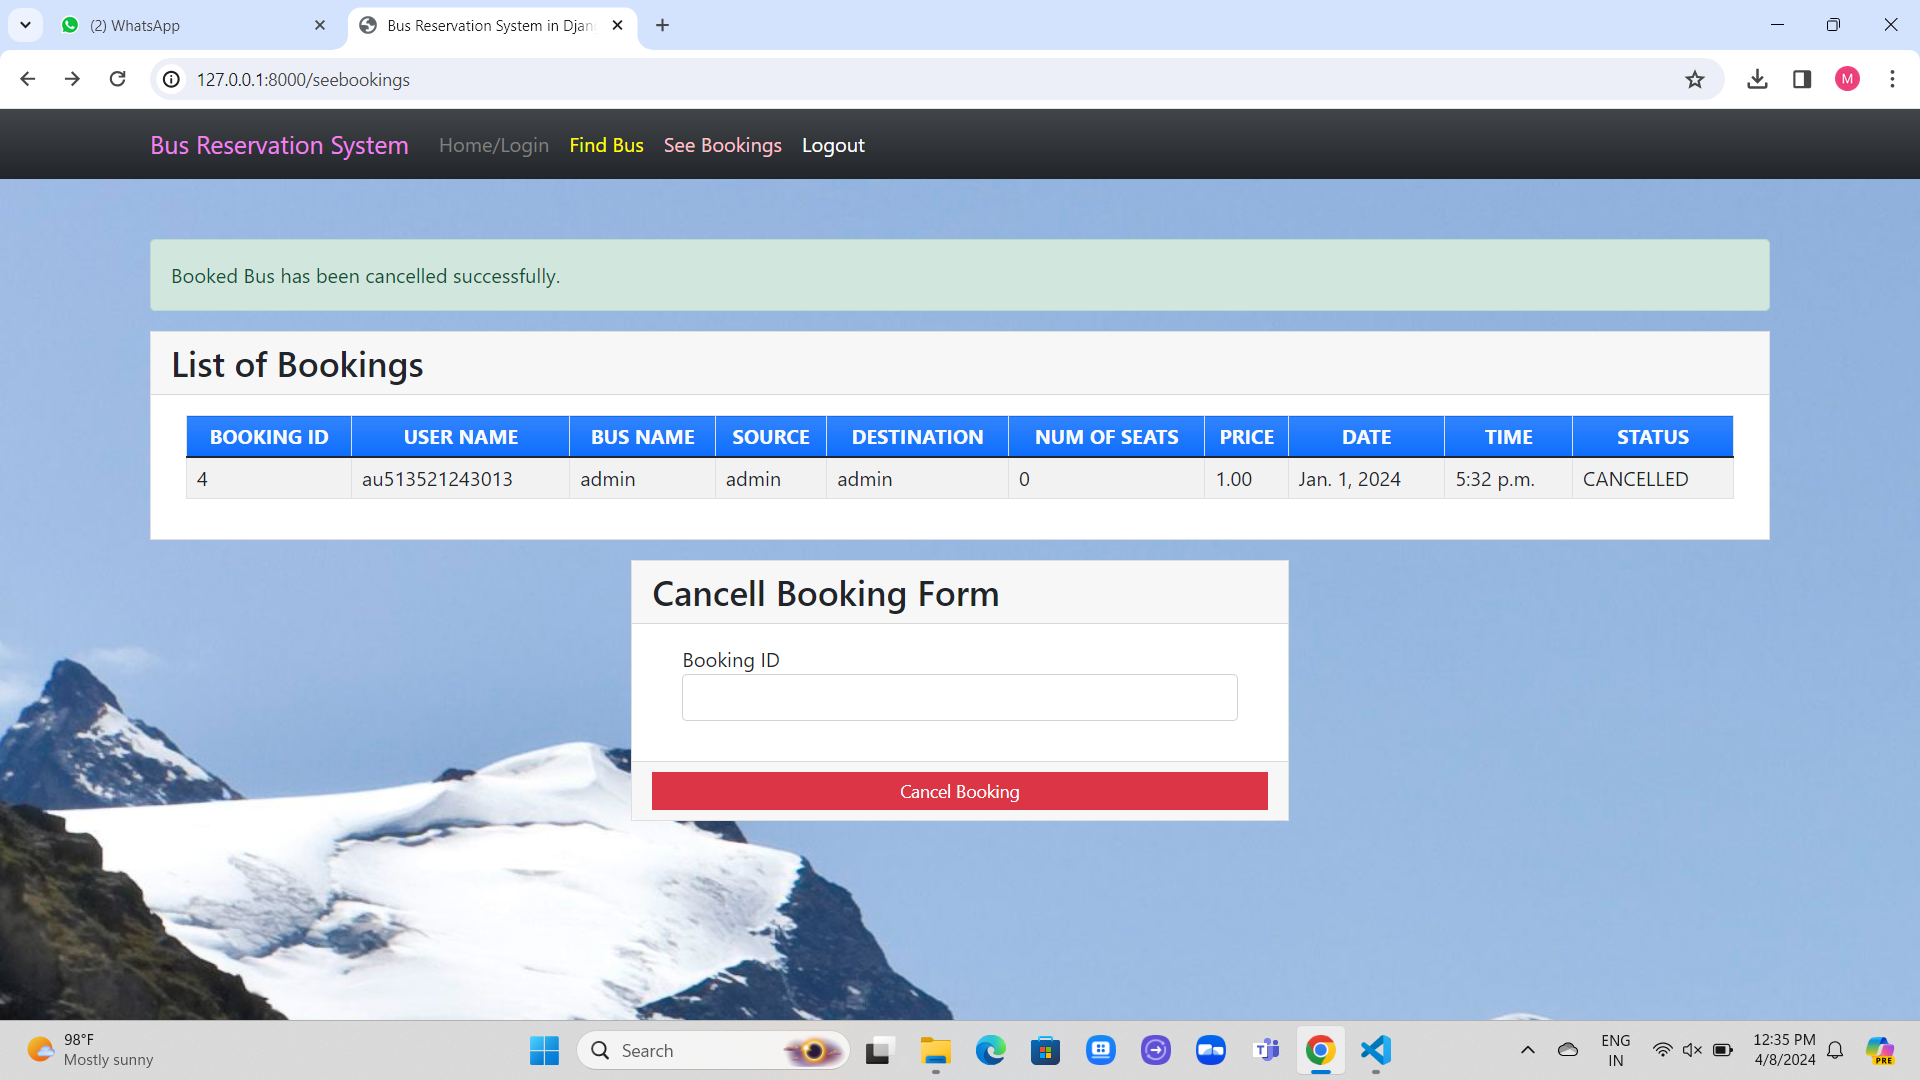 (2) WhatsApp
Bus Reservation System in Djan
127.0.0.1:8000/seebookings
M
Bus Reservation System Home/Login Find Bus See Bookings Logout
Booked Bus has been cancelled successfully.
List of Bookings
BOOKING ID USER NAME BUS NAME SOURCE DESTINATION NUM OF SEATS PRICE DATE TIME STATUS
4 au513521243013 admin admin admin 0 1.00 Jan. 1, 2024 5:32 p.m. CANCELLED
Cancell Booking Form
Booking ID
Cancel Booking
98°F
Mostly sunny
Search
ENG
IN
12:35 PM
4/8/2024
PRE